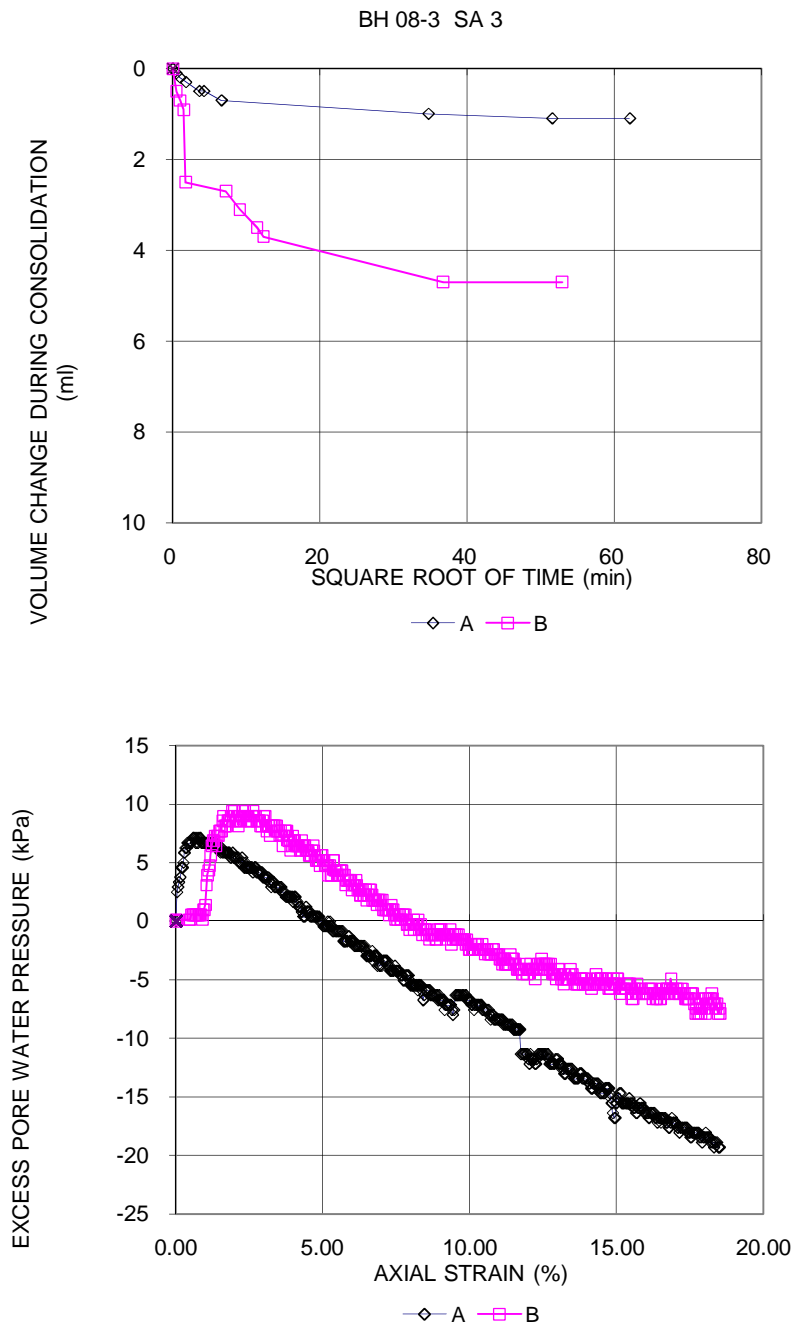 BH 08-3 SA 3
VOLUME CHANGE DURING CONSOLIDATION
(ml)
0
2
4
6
8
10
0 20 40 60 80
SQUARE ROOT OF TIME (min)
A B
EXCESS PORE WATER PRESSURE (kPa)
15
10
5
0
-5
-10
-15
-20
-25
0.00 5.00 10.00 15.00 20.00
AXIAL STRAIN (%)
A B